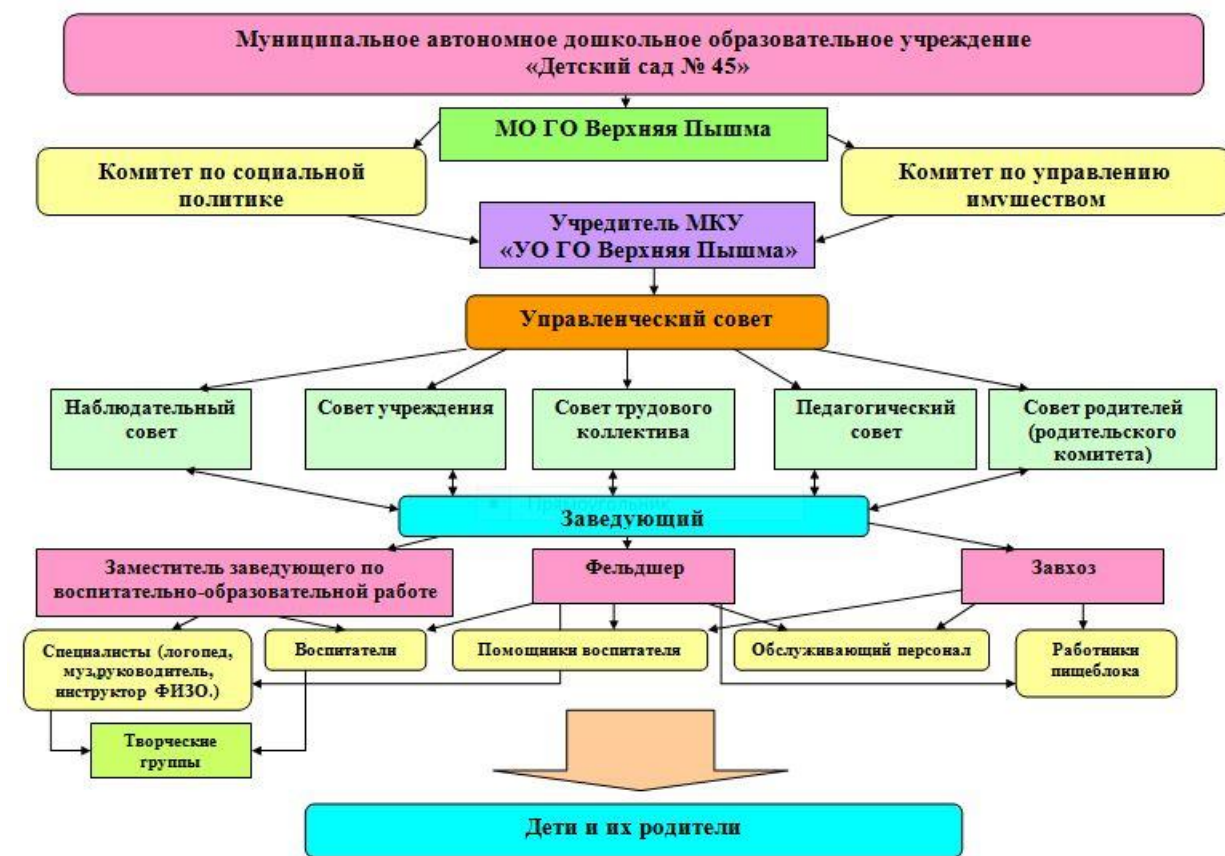 Муниципальное автономное дошкольное образовательное учреждение
«Детский сад № 45»
МО ГО Верхняя Пышма
Комитет по социальной
политике
Комитет по управлению
имушеством
Учредитель МКУ
«УО ГО Верхняя Пышма»
Управленческий совет
Наблюдательный
совет
Совет учреждения
Совет трудового
коллектива
Педагогический
совет
Совет родителей
(родительского
комитета)
Прямоугольник
Заведующий
Заместитель заведующего по
воспитательно-образовательной работе
Фельдшер
Завхоз
Специалисты (логопед,
муз,руководитель,
инструктор ФИЗО.)
Воспитатели
Помощники воспитателя
Обслуживающий персонал
Работники
пищеблока
Творческие
группы
Дети и их родители